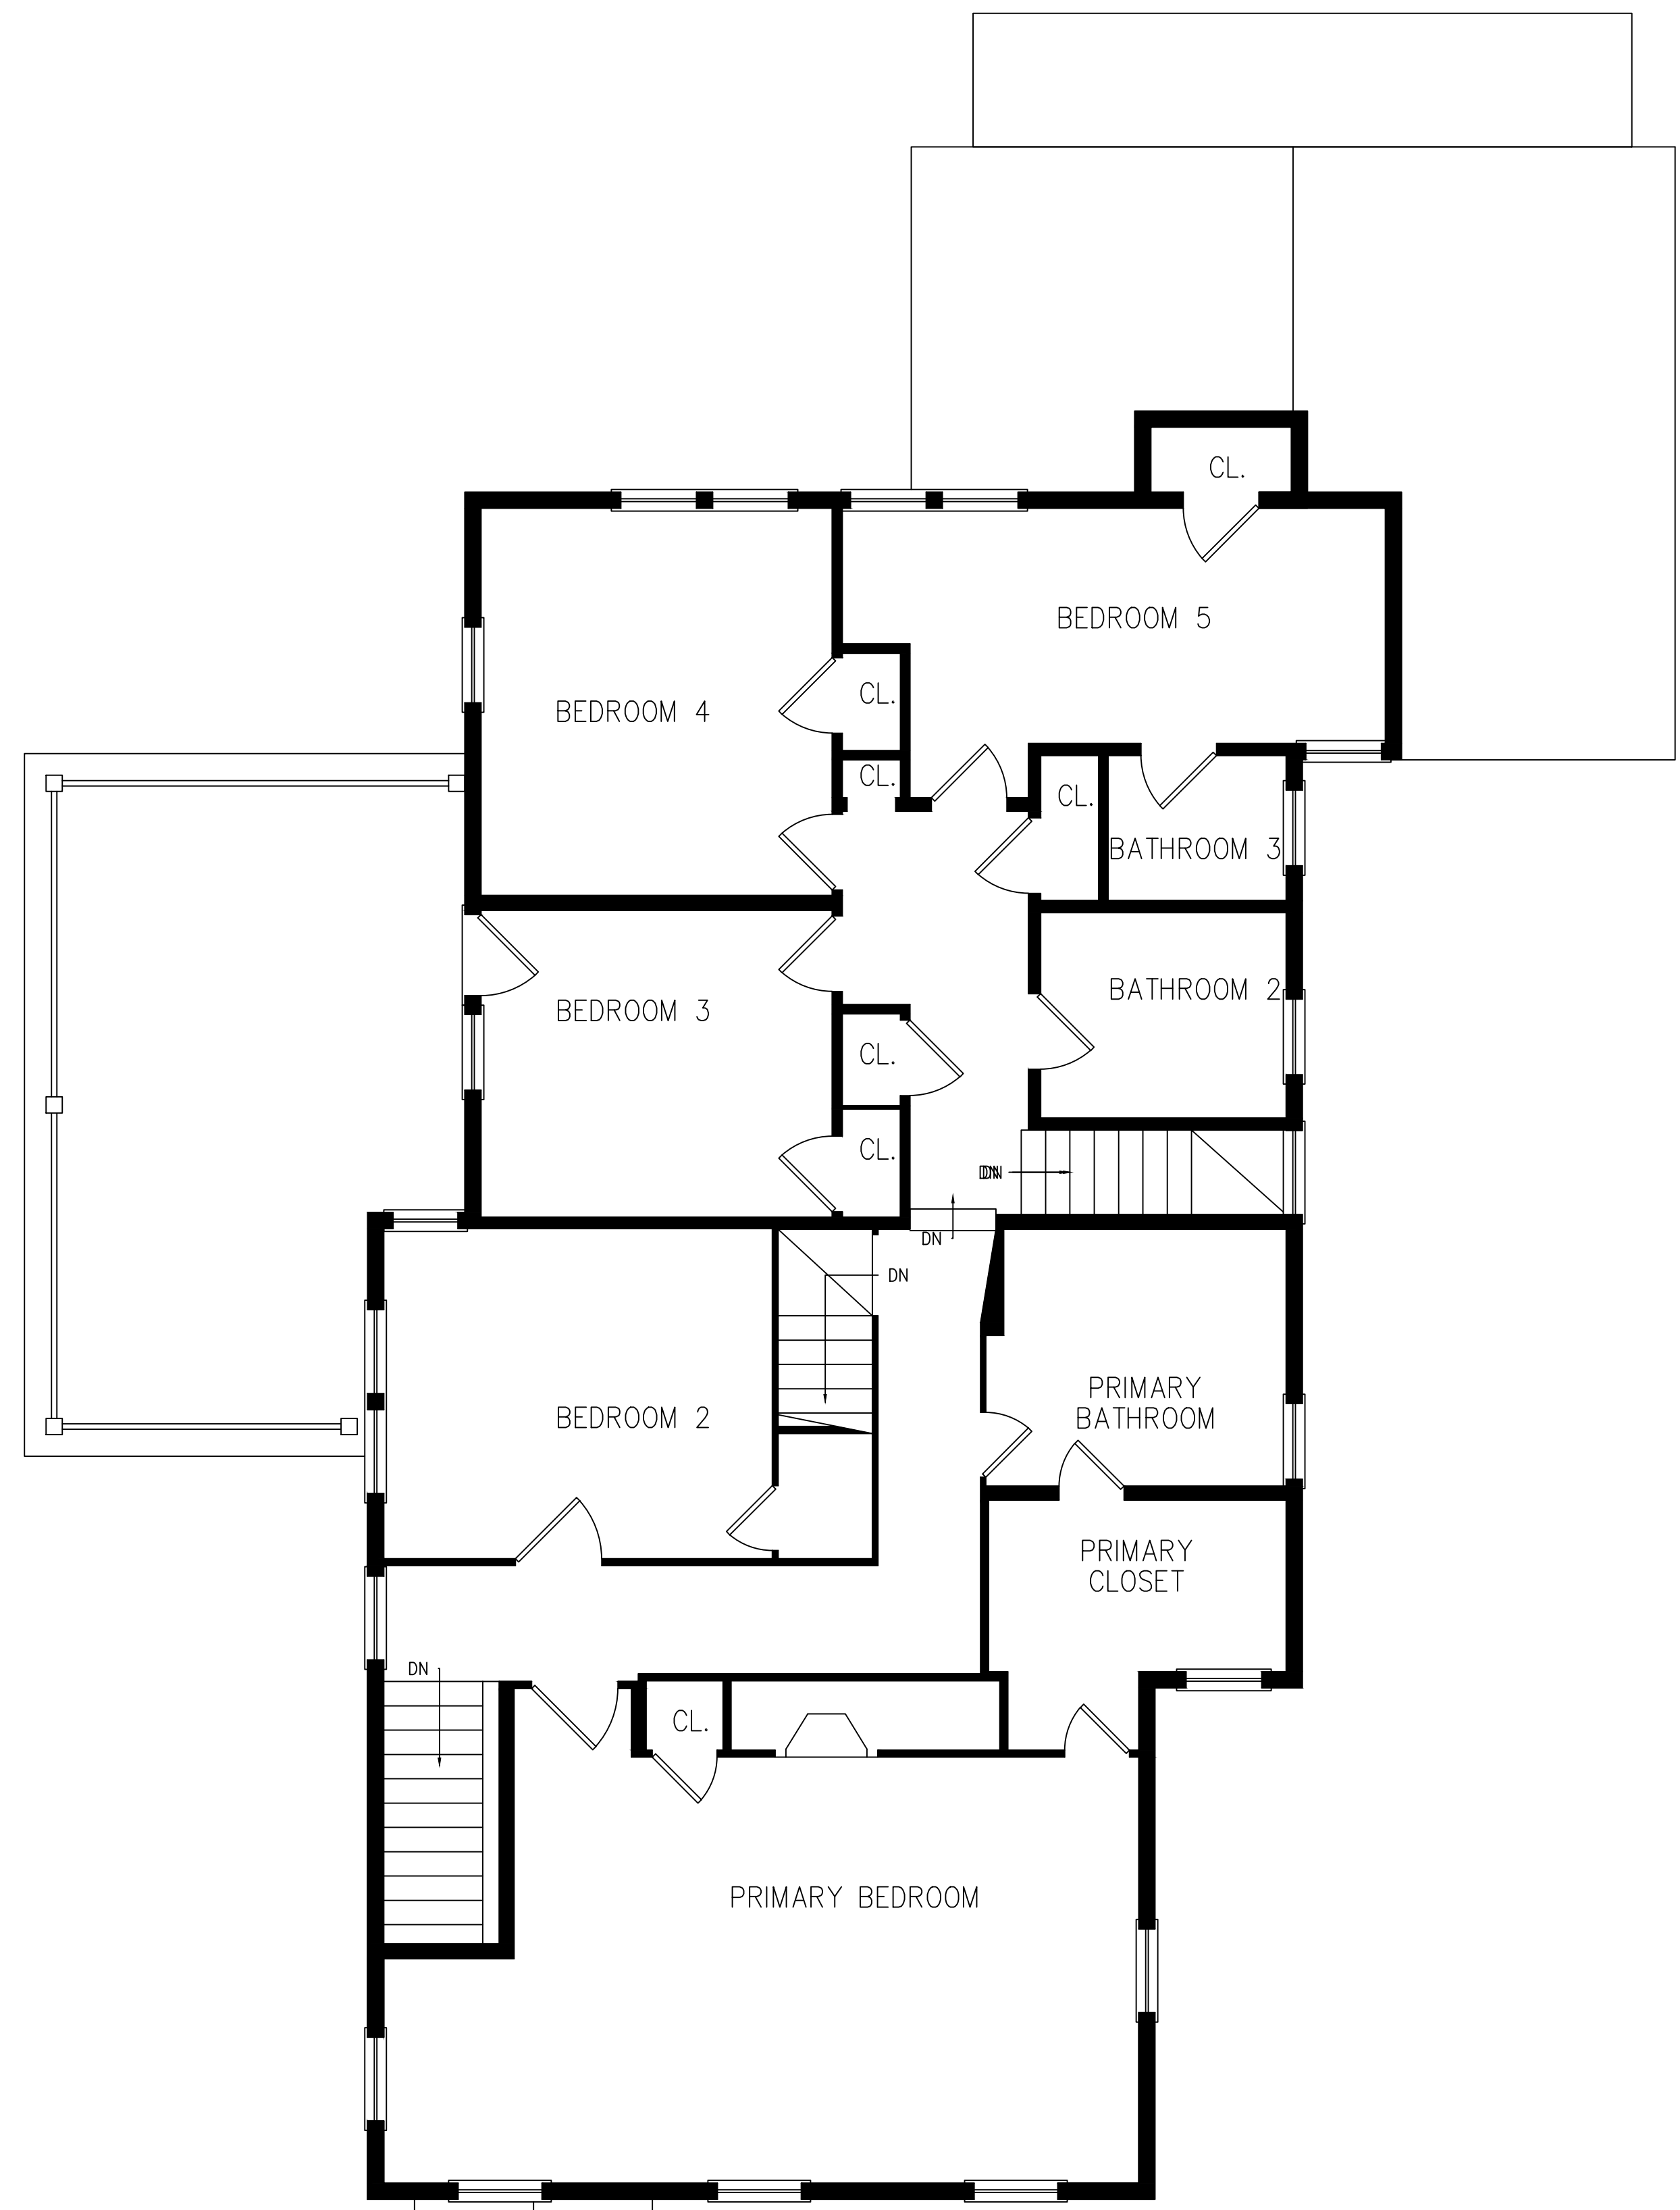 CL.
BEDROOM 5
CL.
BEDROOM 4
CL.
CL.
BATHROOM 3
BATHROOM 2
BEDROOM 3
CL.
CL.
DN
DN
DN
PRIMARY
BATHROOM
BEDROOM 2
PRIMARY
CLOSET
DN
CL.
PRIMARY BEDROOM